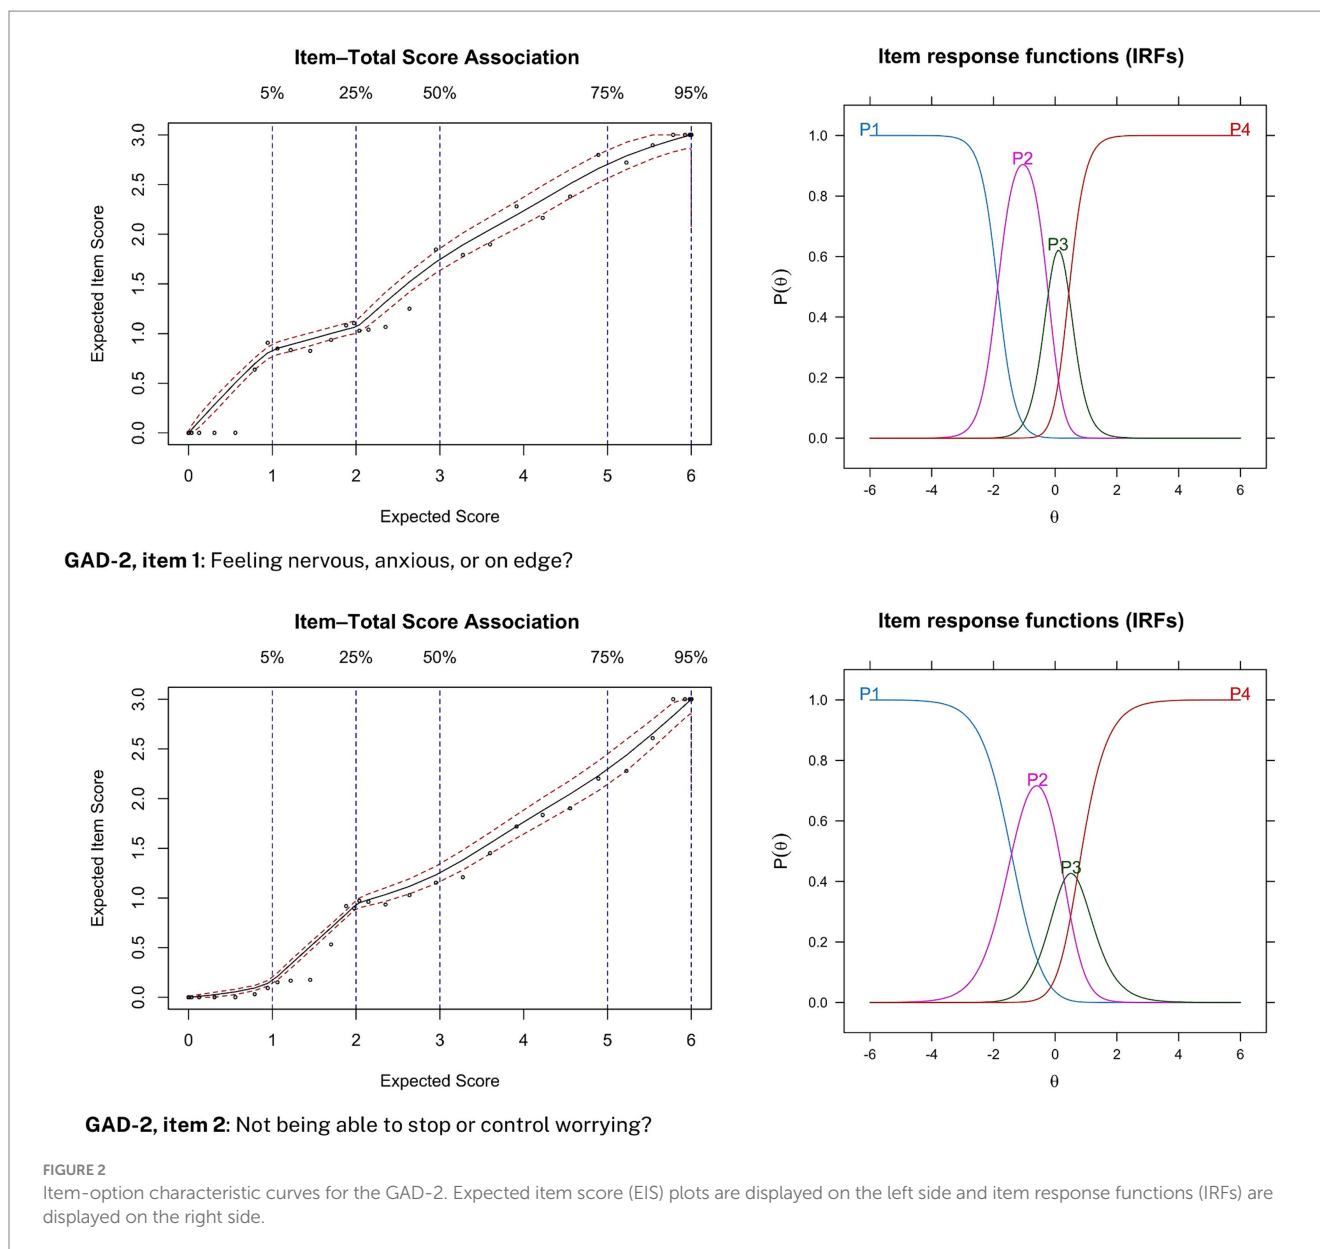 Item–Total Score Association
5% 25% 50% 75% 95%
Expected Item Score
3.0
2.5
2.0
1.5
1.0
0.5
0.0
0 1 2 3 4 5 6
Expected Score
Item response functions (IRFs)
P1 P2 P3 P4
P(θ)
1.0
0.8
0.6
0.4
0.2
0.0
-6 -4 -2 0 2 4 6
θ
GAD-2, item 1: Feeling nervous, anxious, or on edge?
Item–Total Score Association
5% 25% 50% 75% 95%
Expected Item Score
3.0
2.5
2.0
1.5
1.0
0.5
0.0
0 1 2 3 4 5 6
Expected Score
Item response functions (IRFs)
P1 P2 P3 P4
P(θ)
1.0
0.8
0.6
0.4
0.2
0.0
-6 -4 -2 0 2 4 6
θ
GAD-2, item 2: Not being able to stop or control worrying?
FIGURE 2
Item-option characteristic curves for the GAD-2. Expected item score (EIS) plots are displayed on the left side and item response functions (IRFs) are
displayed on the right side.